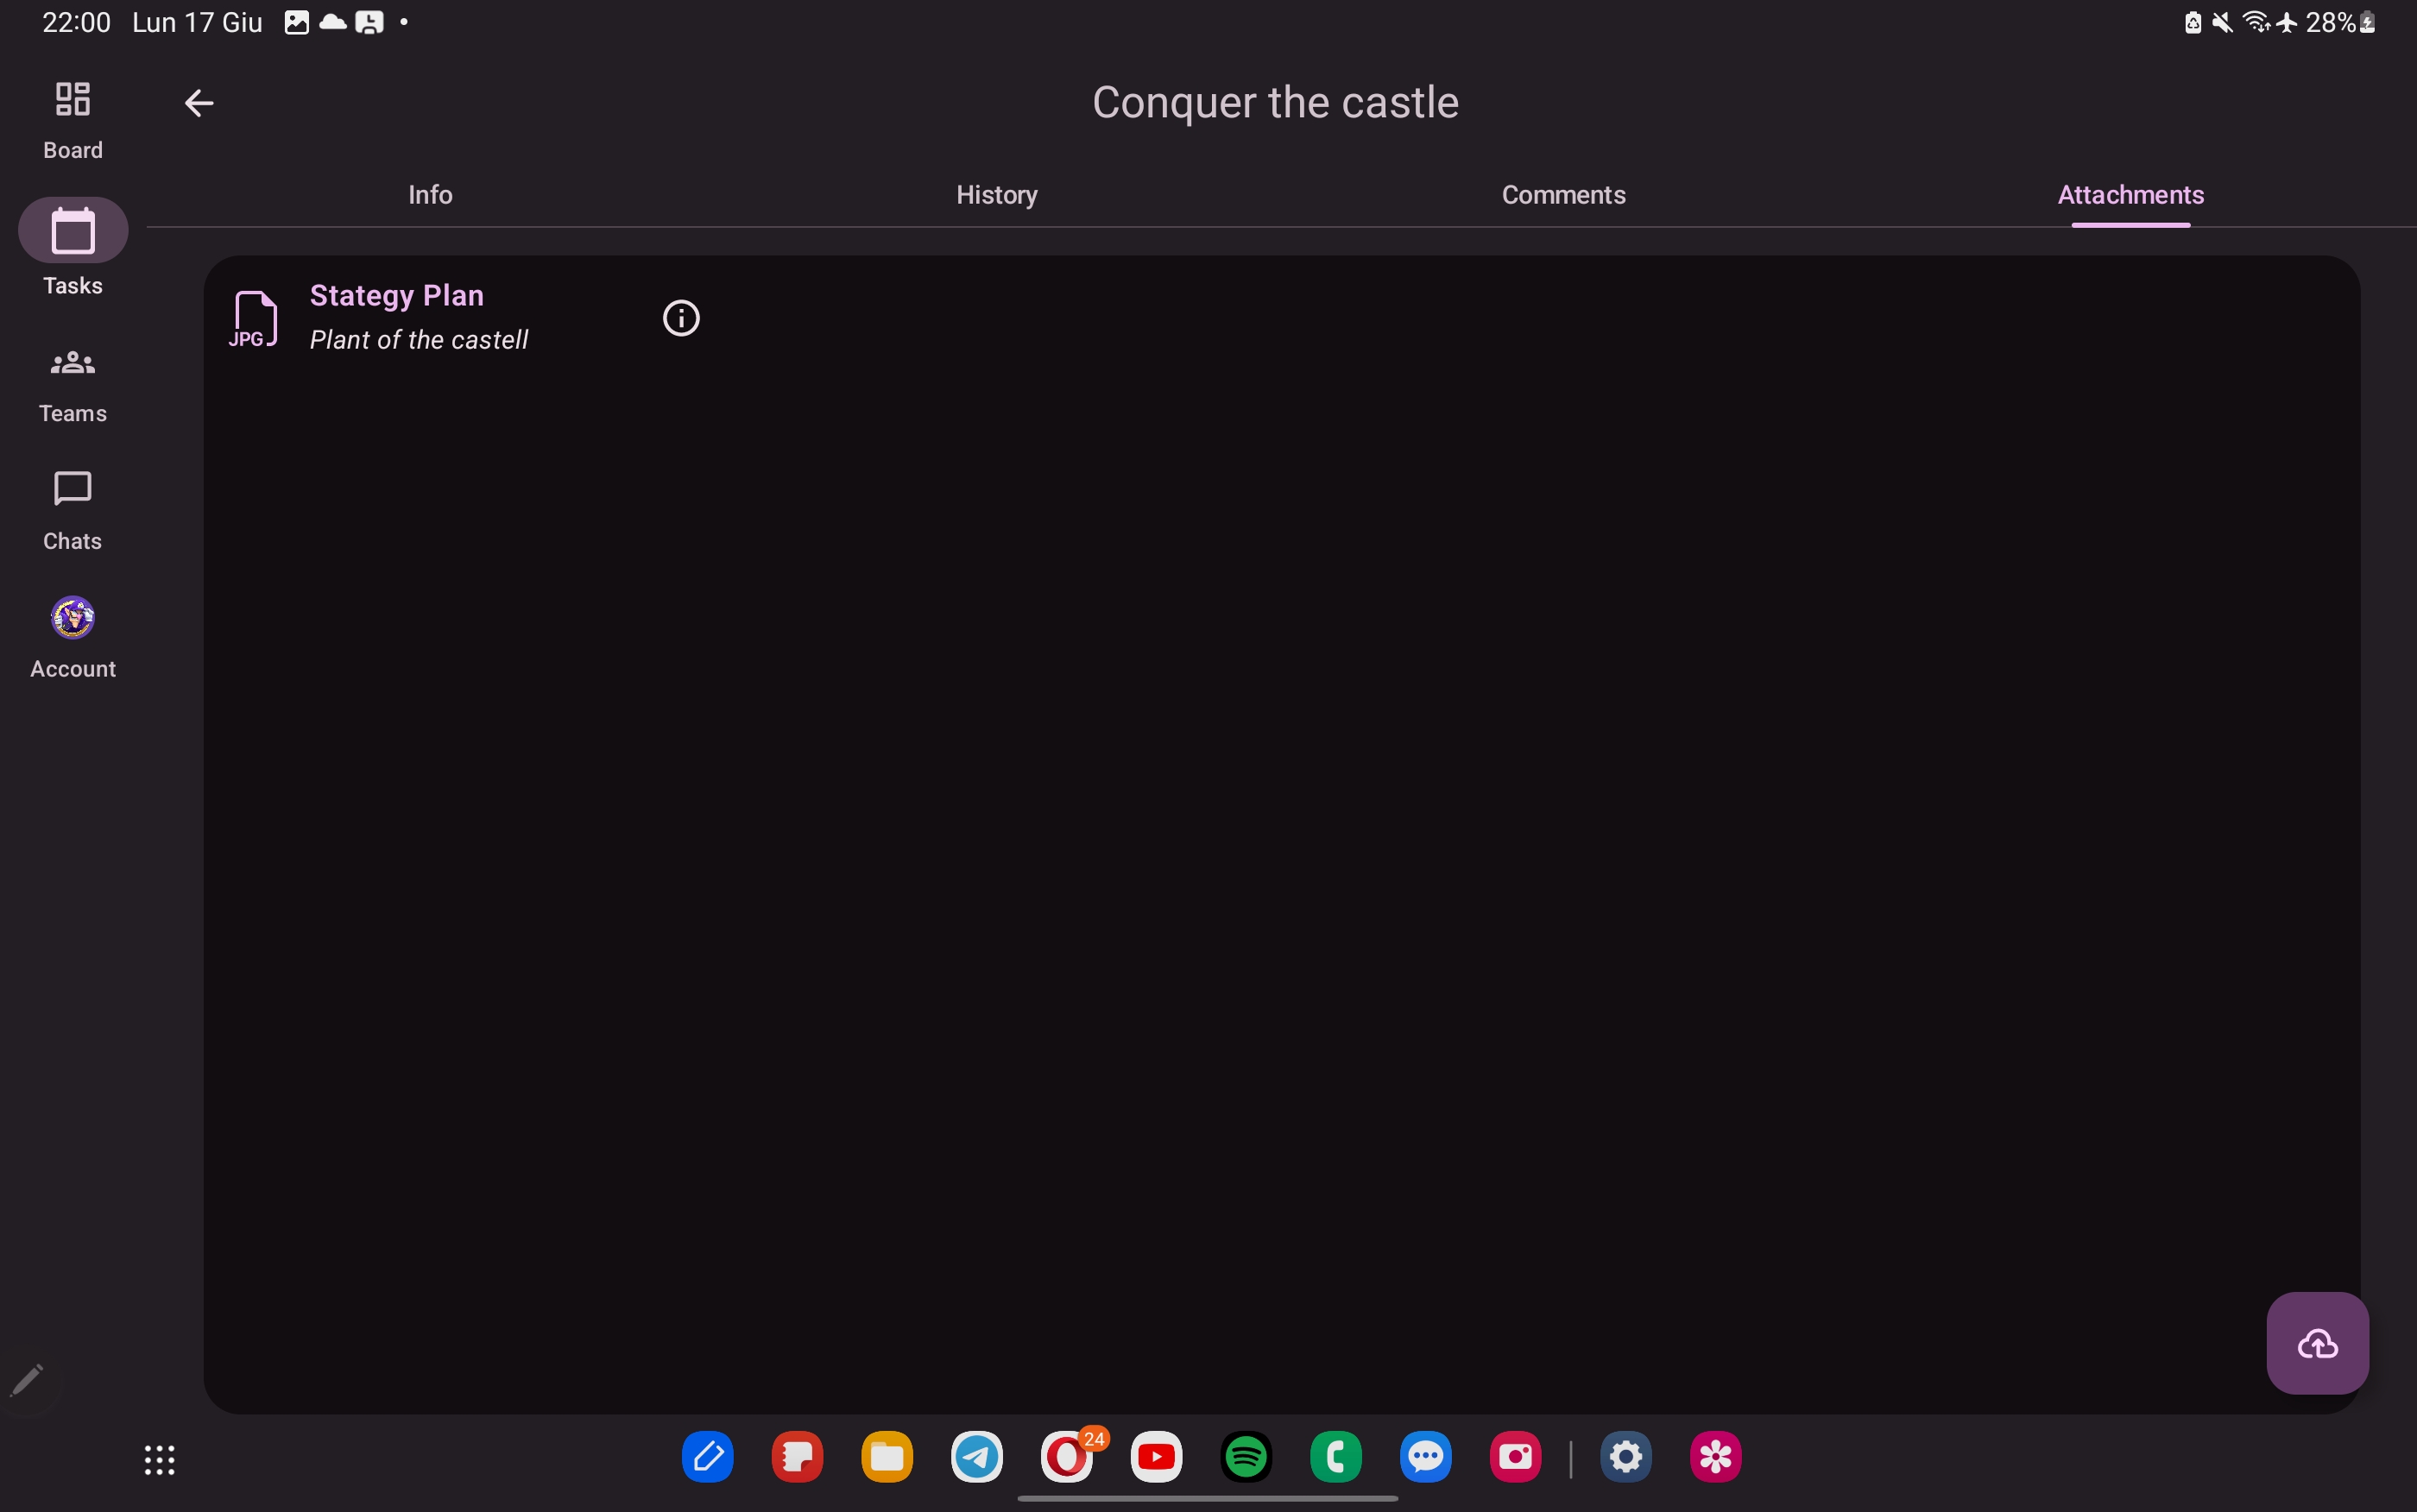 22:00 Lun 17 Giu
28%
Conquer the castle
Board
Tasks
Teams
Chats
Account
Info
History
Comments
Attachments
JPG
Stategy Plan
Plant of the castell
24